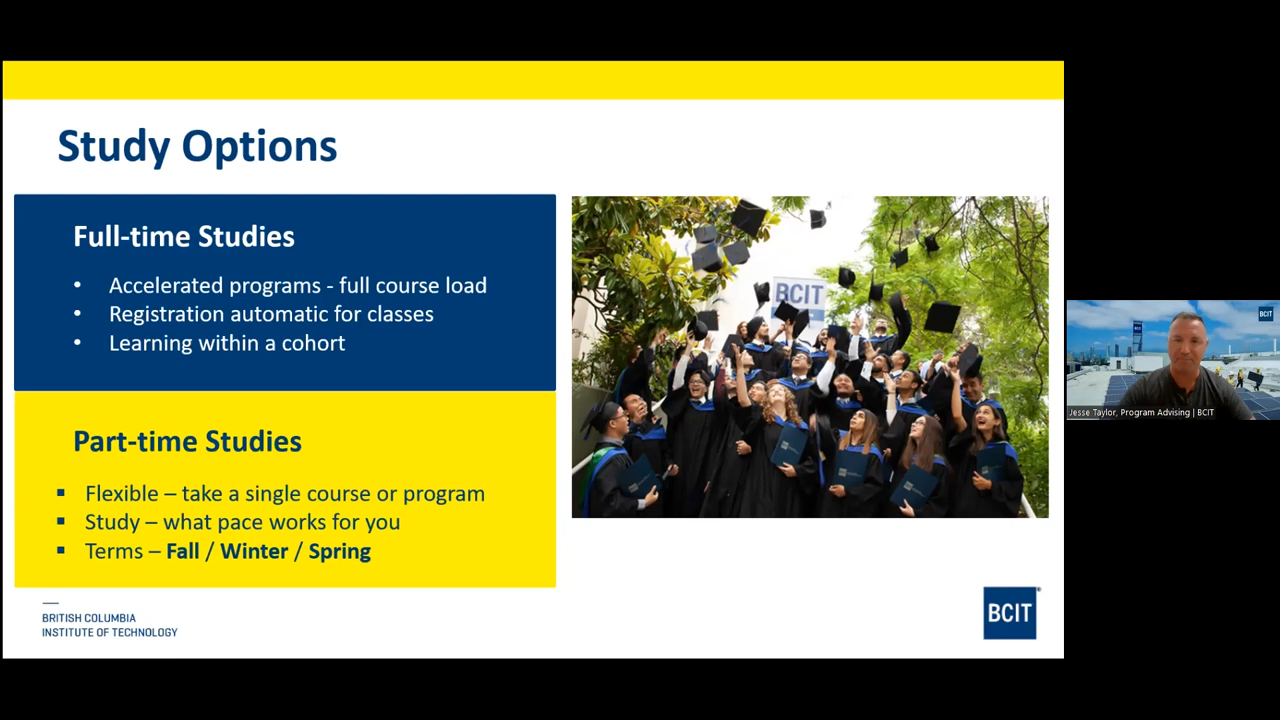 Study Options
Full-time Studies
• Accelerated programs - full course load
• Registration automatic for classes
• Learning within a cohort
Part-time Studies
▪ Flexible – take a single course or program
▪ Study – what pace works for you
▪ Terms – Fall / Winter / Spring
BCIT
BRITISH COLUMBIA
INSTITUTE OF TECHNOLOGY
BCIT®
BCIT
Jesse Taylor, Program Advising | BCIT